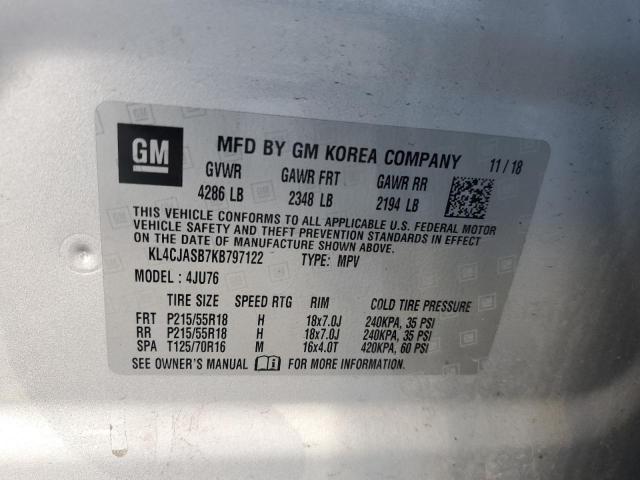 GM
MFD BY GM KOREA COMPANY 11 / 18
GVWR GAWR FRT GAWR RR
4286 LB 2348 LB 2194 LB
THIS VEHICLE CONFORMS TO ALL APPLICABLE U.S. FEDERAL MOTOR
VEHICLE SAFETY AND THEFT PREVENTION STANDARDS IN EFFECT ON
THE DATE OF MANUFACTURE SHOWN ABOVE.
KL4CJASB7KB797122 TYPE: MPV
MODEL : 4JU76
TIRE SIZE SPEED RTG RIM COLD TIRE PRESSURE
FRT P215/55R18 H 18x7.0J 240KPA, 35 PSI
RR P215/55R18 H 18x7.0J 240KPA, 35 PSI
SPA T125/70R16 M 16x4.0T 420KPA, 60 PSI
SEE OWNER'S MANUAL FOR MORE INFORMATION